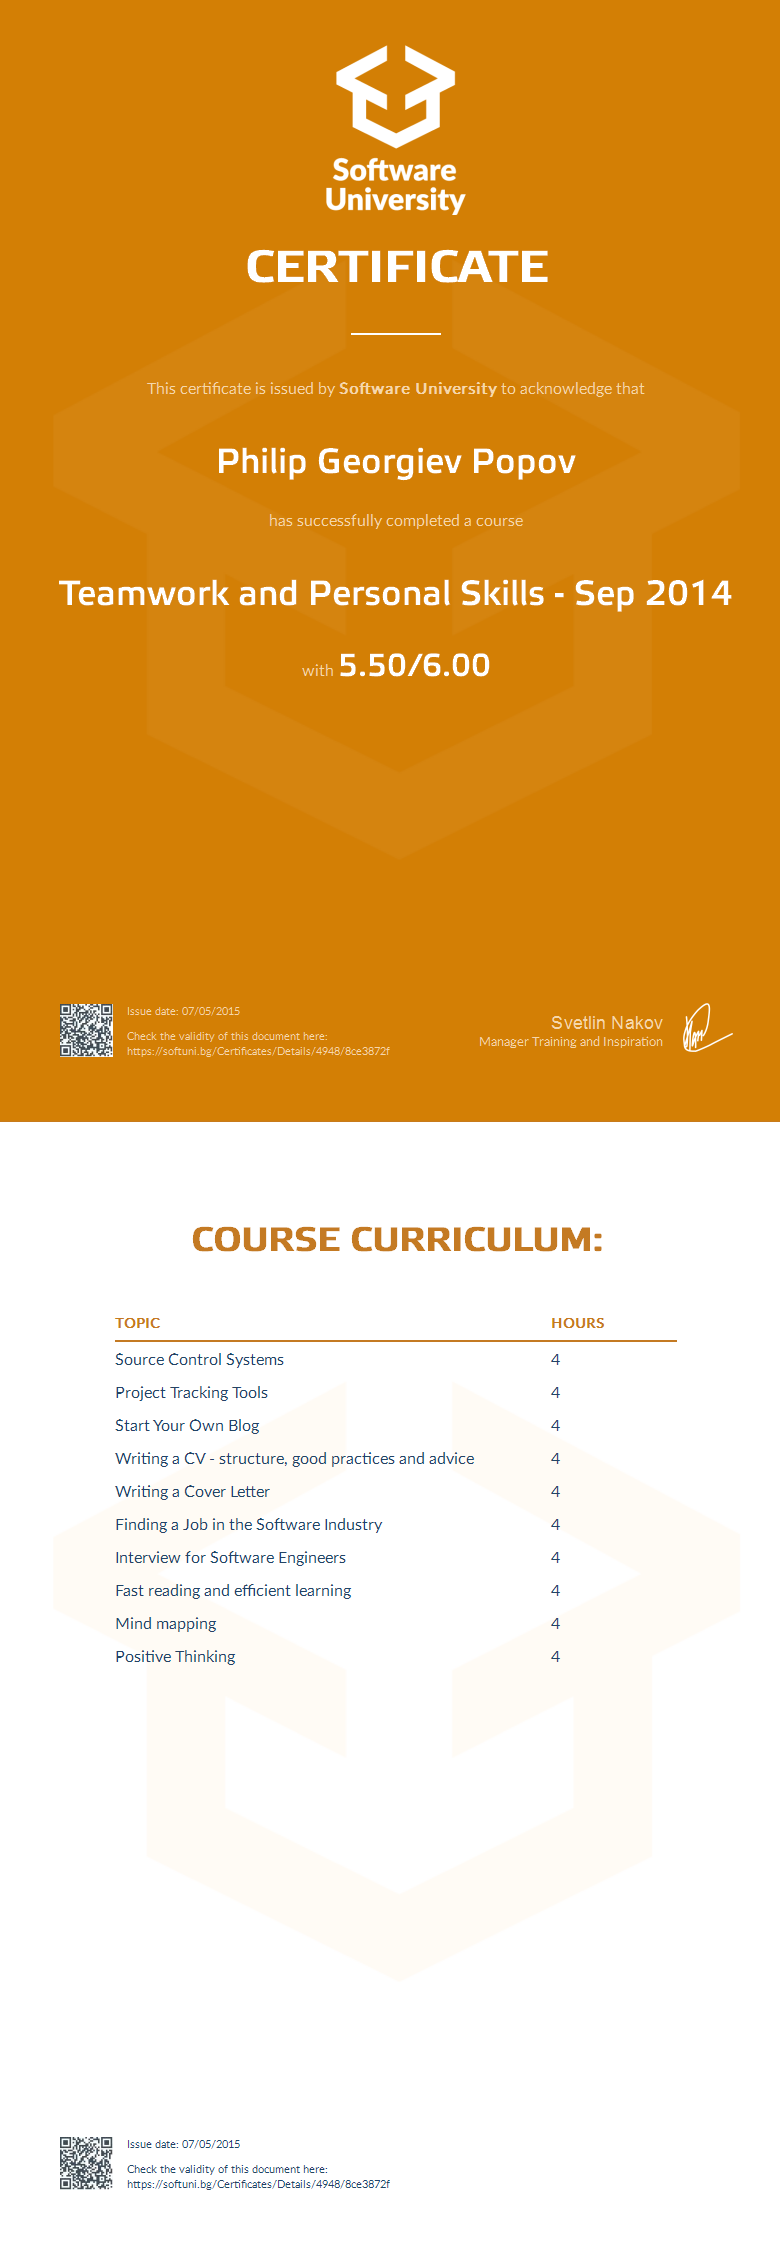 Software
University
CERTIFICATE
This certificate is issued by Software University to acknowledge that
Philip Georgiev Popov
has successfully completed a course
Teamwork and Personal Skills - Sep 2014
with 5.50/6.00
Issue date: 07/05/2015
Check the validity of this document here:
https://softuni.bg/Certificates/Details/4948/8ce3872f
Svetlin Nakov
Manager Training and Inspiration
COURSE CURRICULUM:
TOPIC HOURS
Source Control Systems 4
Project Tracking Tools 4
Start Your Own Blog 4
Writing a CV - structure, good practices and advice 4
Writing a Cover Letter 4
Finding a Job in the Software Industry 4
Interview for Software Engineers 4
Fast reading and efficient learning 4
Mind mapping 4
Positive Thinking 4
Issue date: 07/05/2015
Check the validity of this document here:
https://softuni.bg/Certificates/Details/4948/8ce3872f